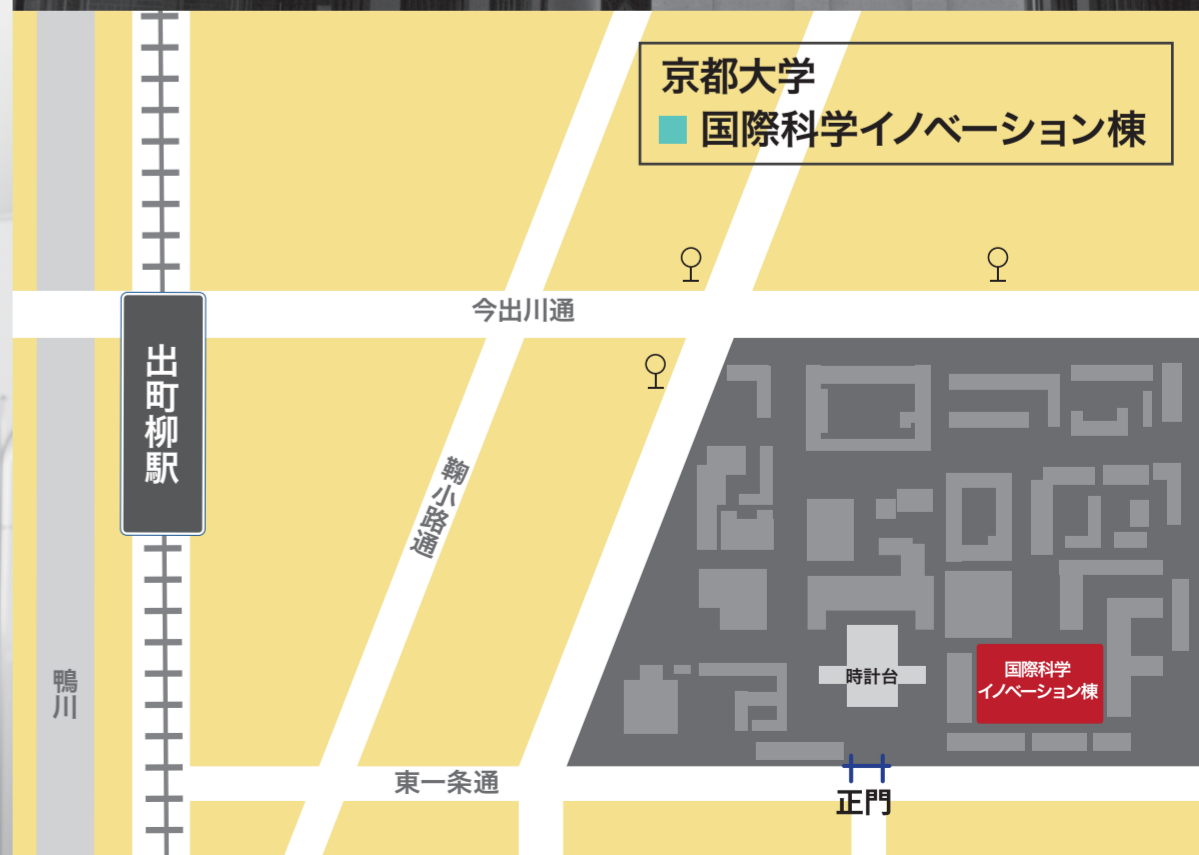 京都大学
国際科学イノベーション棟
今出川通
出町柳駅
鞠小路通
鴨川
時計台
国際科学
イノベーション棟
東一条通
正門